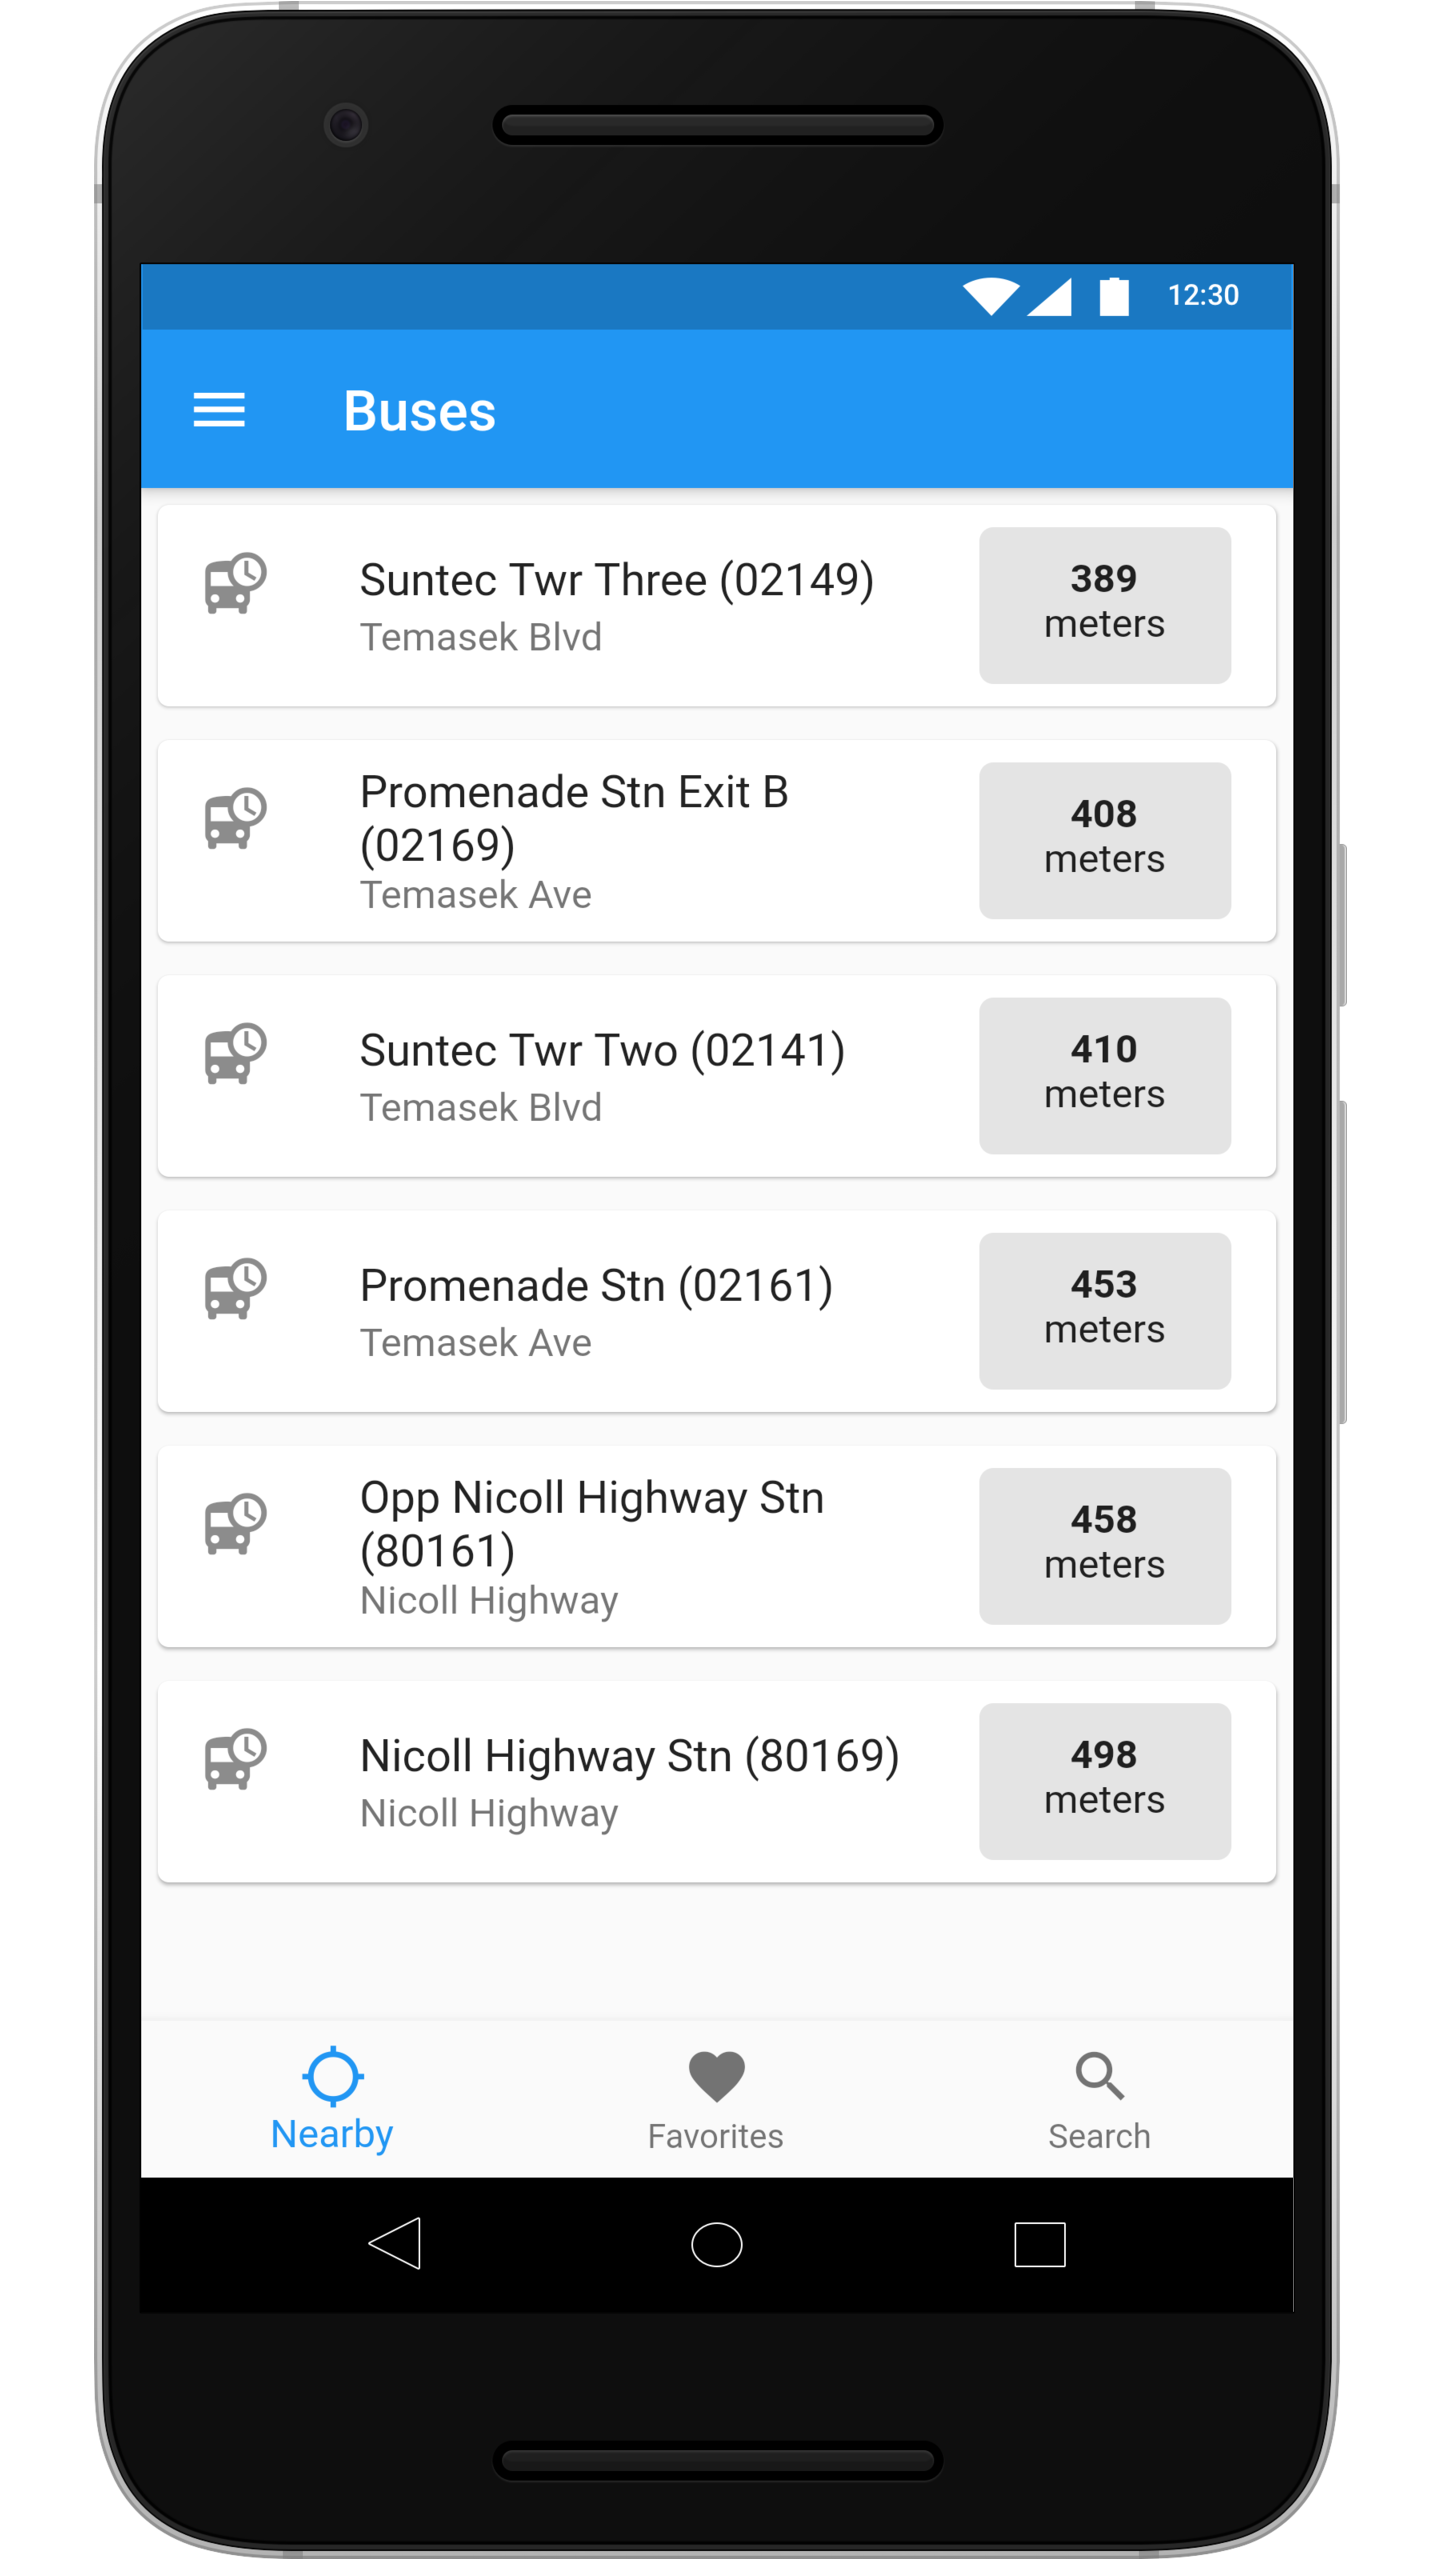 12:30
Buses
Suntec Twr Three (02149)
Temasek Blvd
389
meters
Promenade Stn Exit B
(02169)
Temasek Ave
408
meters
Suntec Twr Two (02141)
Temasek Blvd
410
meters
Promenade Stn (02161)
Temasek Ave
453
meters
Opp Nicoll Highway Stn
(80161)
Nicoll Highway
458
meters
Nicoll Highway Stn (80169)
Nicoll Highway
498
meters
Nearby
Favorites
Search